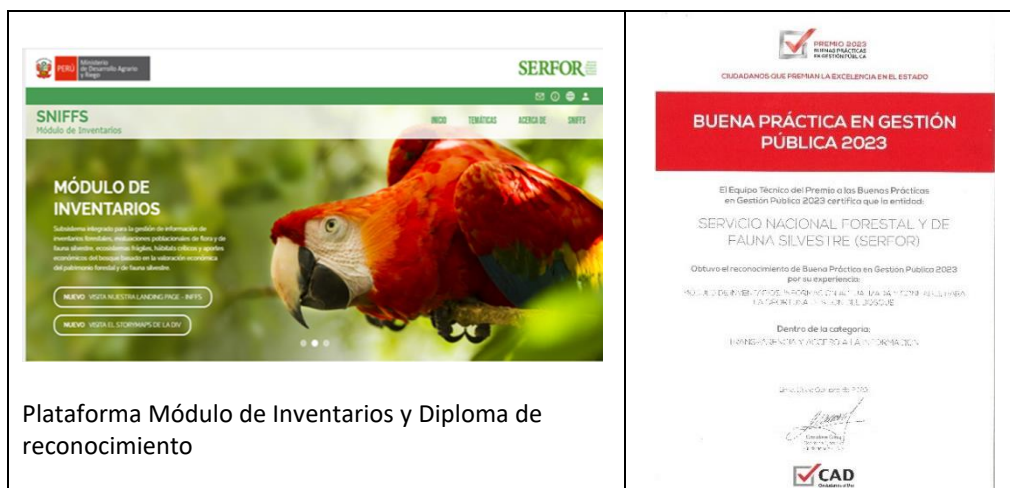 PERÚ
Ministerio
de Desarrollo Agrario
y Riego
SERFOR
SNIFFS
Módulo de Inventarios
INICIO TEMÁTICAS ACERCA DE SNIFFS
MÓDULO DE
INVENTARIOS
Subsistema integrado para la gestión de información de
inventarios forestales, evaluaciones poblacionales de flora y de
fauna silvestre, ecosistemas frágiles, hábitats críticos y aportes
económicos del bosque basado en la valoración económica
del patrimonio forestal y de fauna silvestre.
NUEVO VISITA NUESTRA LANDING PAGE - INFFS
NUEVO VISITA EL STORYMAPS DE LA DIV
Plataforma Módulo de Inventarios y Diploma de
reconocimiento
PREMIO 2023
BUENAS PRÁCTICAS
EN GESTIÓN PÚBLICA
CIUDADANOS QUE PREMIAN LA EXCELENCIA EN EL ESTADO
BUENA PRÁCTICA EN GESTIÓN
PÚBLICA 2023
El Equipo Técnico del Premio a las Buenas Prácticas
en Gestión Pública 2023 certifica que la entidad:
SERVICIO NACIONAL FORESTAL Y DE
FAUNA SILVESTRE (SERFOR)
Obtuvo el reconocimiento de Buena Práctica en Gestión Pública 2023
por su experiencia:
Dentro de la categoría:
TRANSPARENCIA Y ACCESO A LA INFORMACIÓN
CAD
Ciudadanos al Día